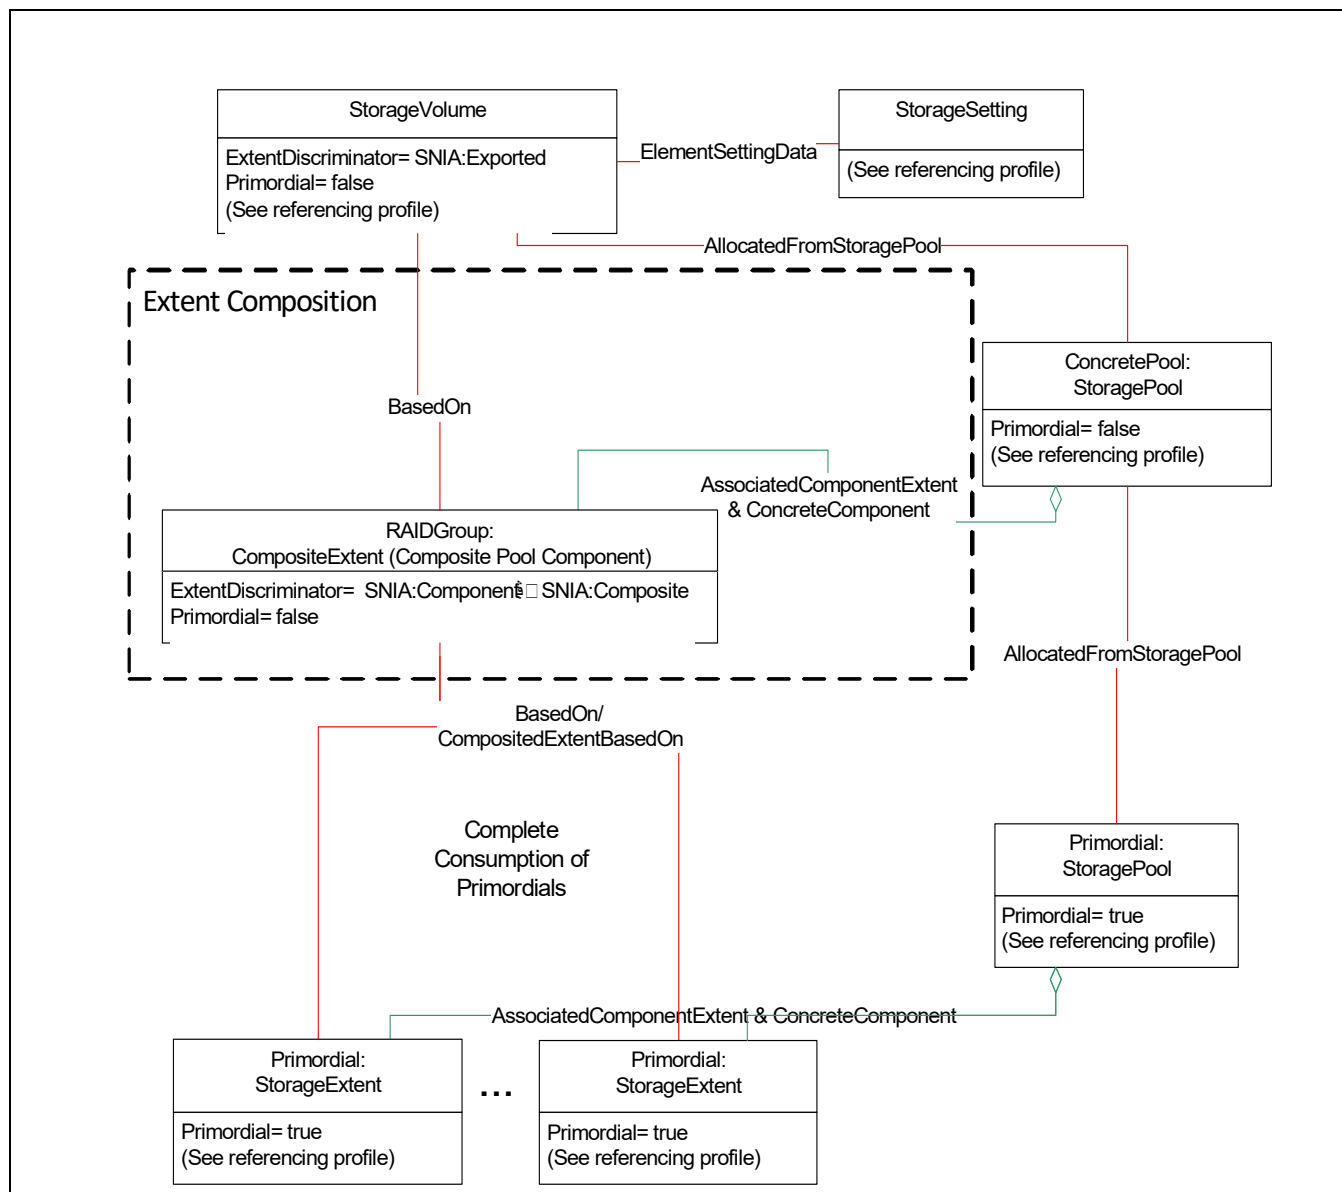 StorageVolume
ExtentDiscriminator= SNIA:Exported
Primordial= false
(See referencing profile)
ElementSettingData
StorageSetting
(See referencing profile)
AllocatedFromStoragePool
Extent Composition
BasedOn
ConcretePool:
StoragePool
Primordial= false
(See referencing profile)
AssociatedComponentExtent
& ConcreteComponent
RAIDGroup:
CompositeExtent (Composite Pool Component)
ExtentDiscriminator= SNIA:Component SNIA:Composite
Primordial= false
AllocatedFromStoragePool
BasedOn/
CompositedExtentBasedOn
Complete
Consumption of
Primordials
Primordial:
StoragePool
Primordial= true
(See referencing profile)
AssociatedComponentExtent & ConcreteComponent
Primordial:
StorageExtent
Primordial= true
(See referencing profile)
...
Primordial:
StorageExtent
Primordial= true
(See referencing profile)